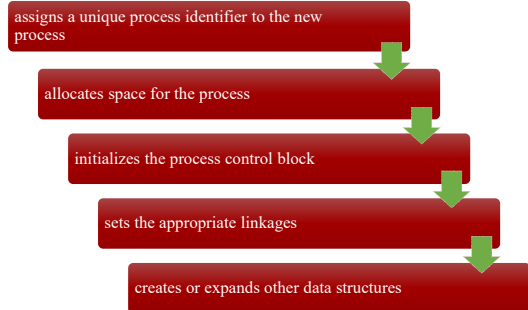 assigns a unique process identifier to the new
process
allocates space for the process
initializes the process control block
sets the appropriate linkages
creates or expands other data structures